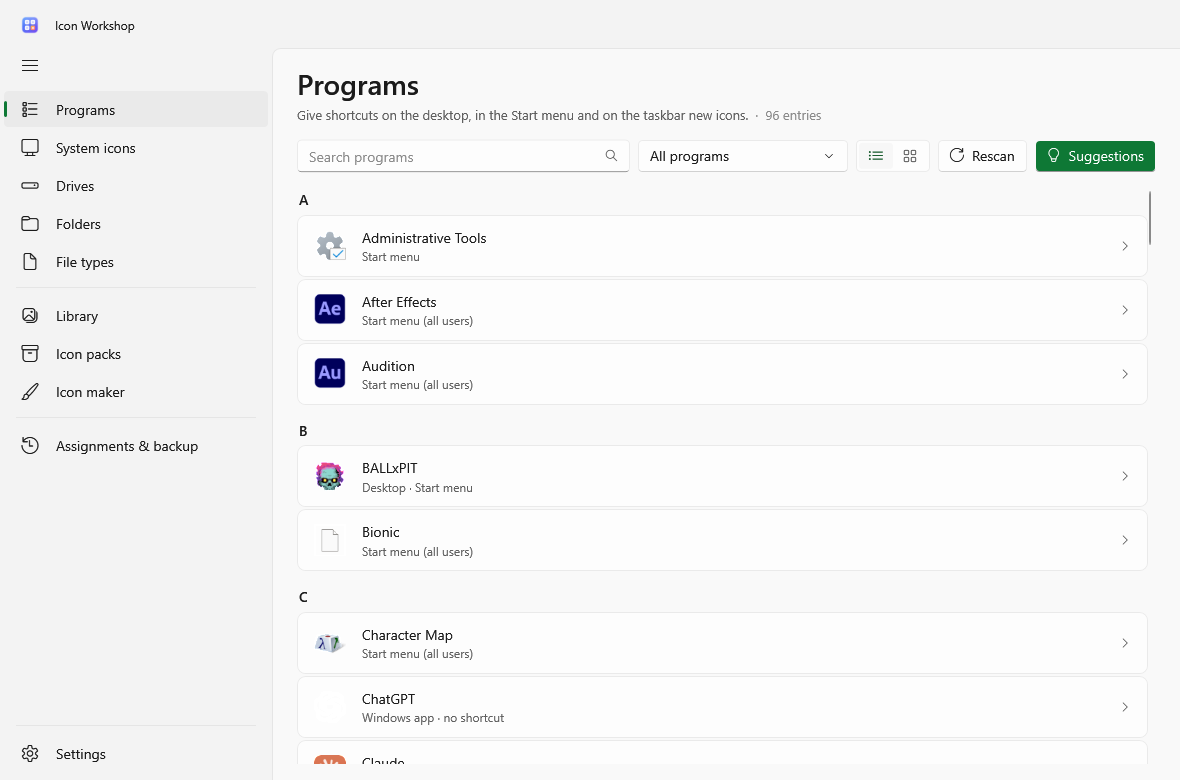 Icon Workshop
Programs
System icons
Drives
Folders
File types
Library
Icon packs
Icon maker
Assignments & backup
Settings
Programs
Give shortcuts on the desktop, in the Start menu and on the taskbar new icons. · 96 entries
Search programs
All programs
Rescan
Suggestions
A
Administrative Tools
Start menu
Ae
After Effects
Start menu (all users)
Au
Audition
Start menu (all users)
B
BALLxPIT
Desktop · Start menu
Bionic
Start menu (all users)
C
Character Map
Start menu (all users)
ChatGPT
Windows app · no shortcut
Claude